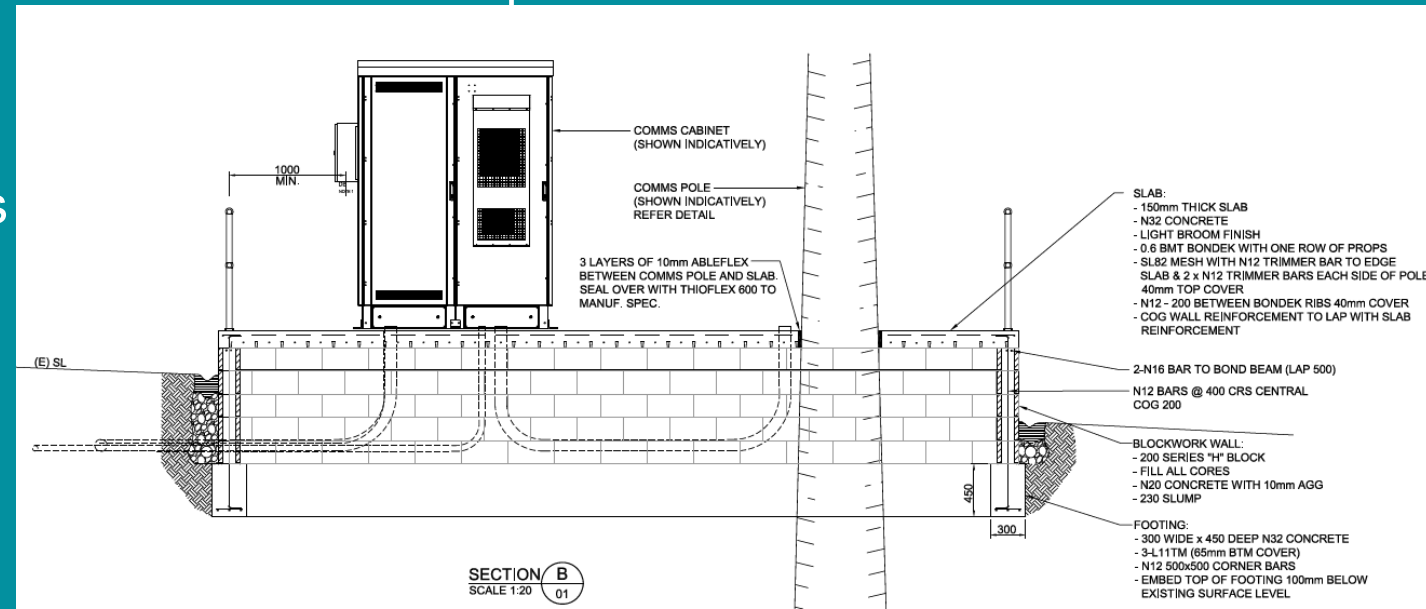 S
COMMS CABINET
(SHOWN INDICATIVELY)
1000
MIN.
COMMS POLE
(SHOWN INDICATIVELY)
REFER DETAIL
3 LAYERS OF 10mm ABLEFLEX
BETWEEN COMMS POLE AND SLAB.
SEAL OVER WITH THIOFLEX 600 TO
MANUF. SPEC.
SLAB:
- 150mm THICK SLAB
- N32 CONCRETE
- LIGHT BROOM FINISH
- 0.6 BMT BONDEK WITH ONE ROW OF PROPS
- SL82 MESH WITH N12 TRIMMER BAR TO EDGE
SLAB & 2 x N12 TRIMMER BARS EACH SIDE OF POLE
40mm TOP COVER
- N12 - 200 BETWEEN BONDEK RIBS 40mm COVER
- COG WALL REINFORCEMENT TO LAP WITH SLAB
REINFORCEMENT
(E) SL
2-N16 BAR TO BOND BEAM (LAP 500)
N12 BARS @ 400 CRS CENTRAL
COG 200
BLOCKWORK WALL:
- 200 SERIES "H" BLOCK
- FILL ALL CORES
- N20 CONCRETE WITH 10mm AGG
- 230 SLUMP
450
300
FOOTING:
- 300 WIDE x 450 DEEP N32 CONCRETE
- 3-L11TM (65mm BTM COVER)
- N12 500x500 CORNER BARS
- EMBED TOP OF FOOTING 100mm BELOW
EXISTING SURFACE LEVEL
SECTION B
SCALE 1:20 01